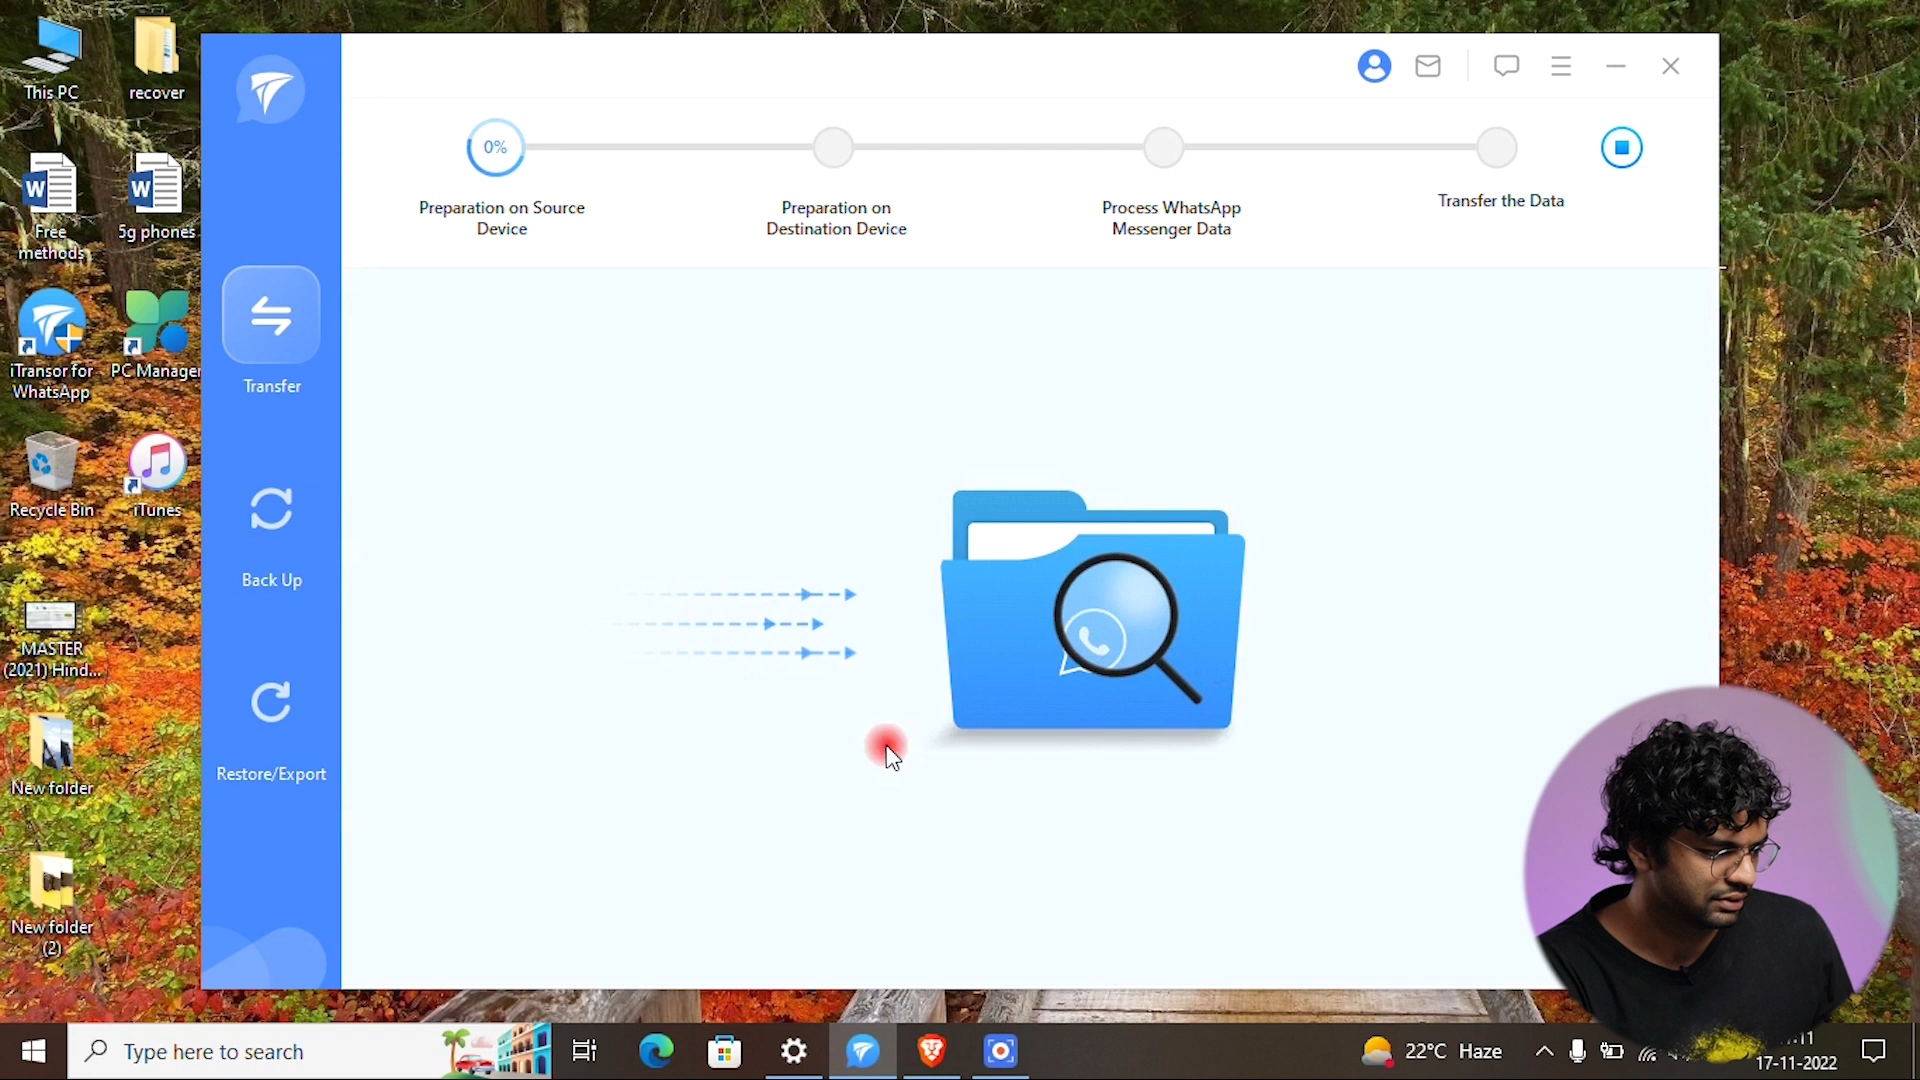 This PC
recover
Free
methods
5g phones
iTransor for
WhatsApp
PC Manager
Recycle Bin
iTunes
MASTER
(2021) Hind...
New folder
New folder
(2)
Transfer
Back Up
Restore/Export
0%
Preparation on Source
Device
Preparation on
Destination Device
Process WhatsApp
Messenger Data
Transfer the Data
Type here to search
22°C Haze
17-11-2022